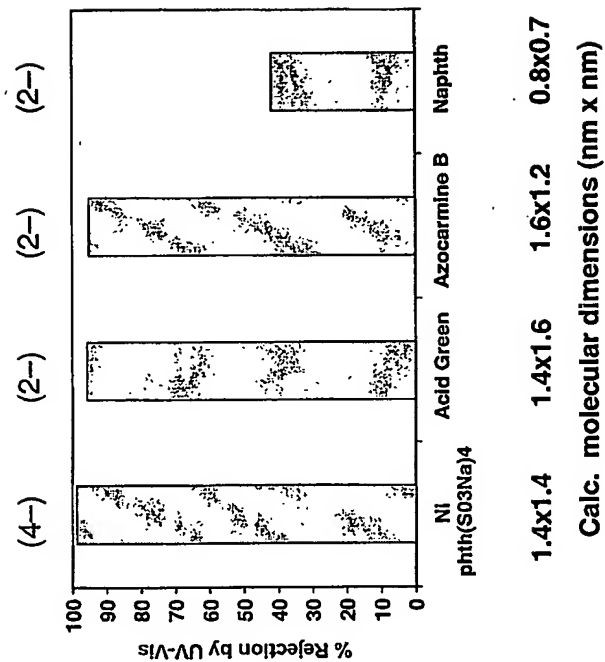 (4–) (2–) (2–) (2–)
% Rejection by UV-Vis
100
90
80
70
60
50
40
30
20
10
0
Ni Acid Green Azocarmine B Naphth
phth(S03Na)4
1.4x1.4 1.4x1.6 1.6x1.2 0.8x0.7
Calc. molecular dimensions (nm x nm)